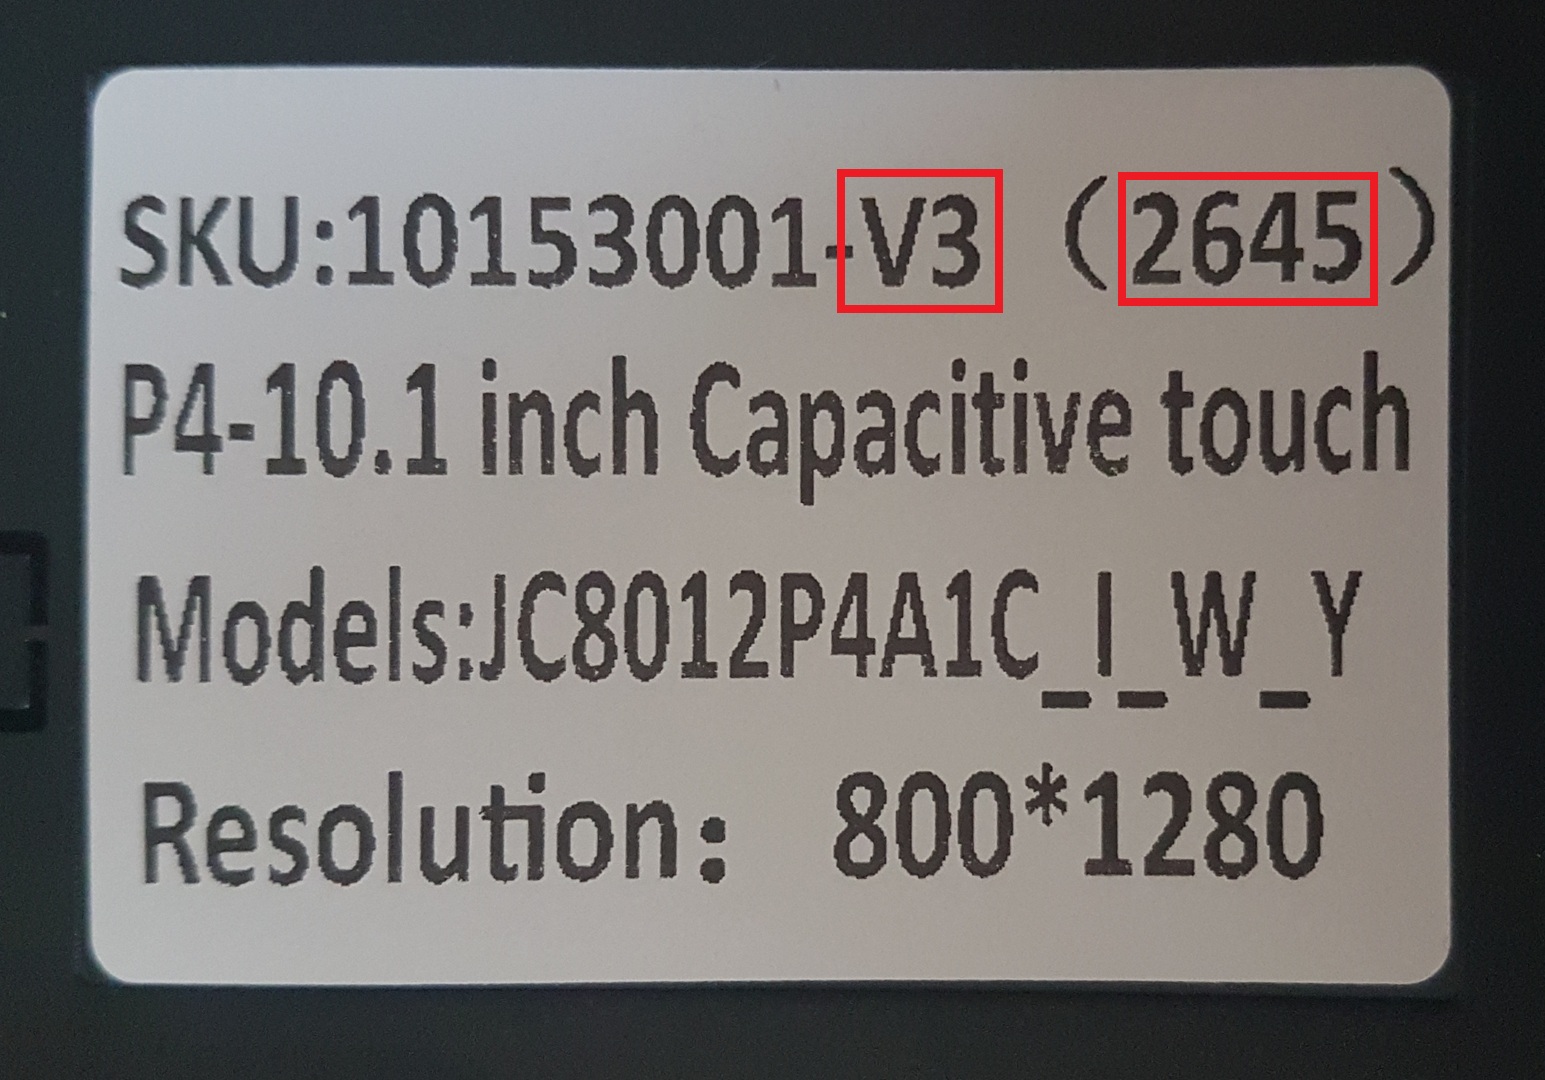 SKU:10153001-V3 (2645)
P4-10.1 inch Capacitive touch
Models:JC8012P4A1C_I_W_Y
Resolution: 800*1280